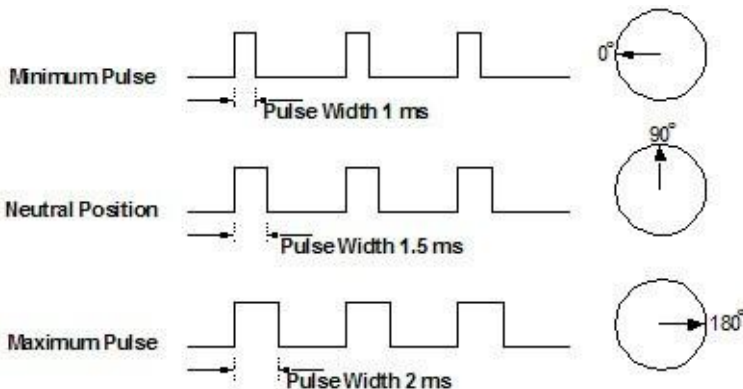 Minimum Pulse
0°
Pulse Width 1 ms
90°
Neutral Position
Pulse Width 1.5 ms
Maximum Pulse
180°
Pulse Width 2 ms